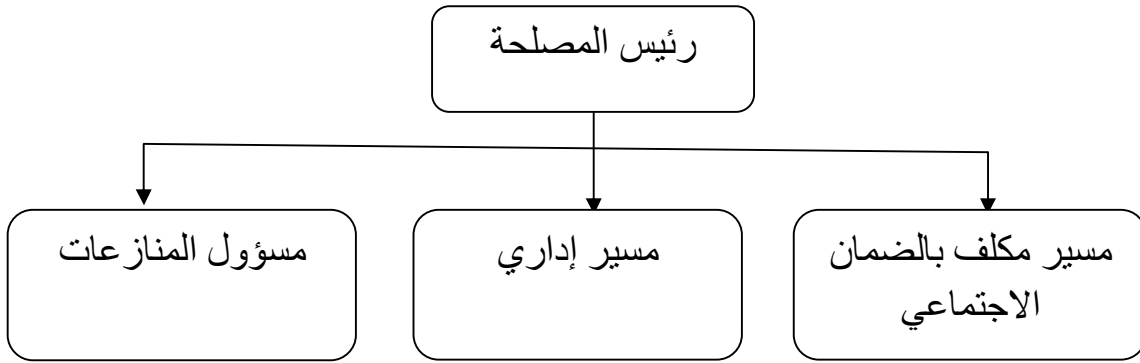 رئيس المصلحة
مسير مكلف بالضمان
الاجتماعي
مسير إداري
مسؤول المنازعات